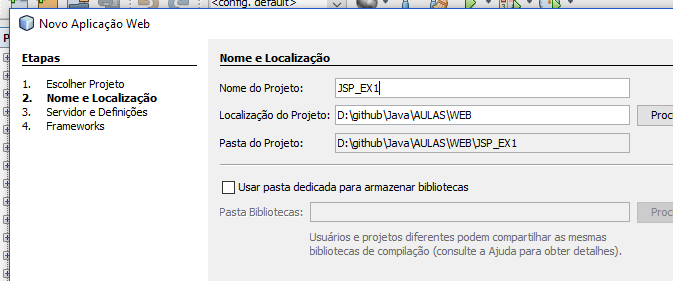 <config. default>
Novo Aplicação Web
Etapas
1. Escolher Projeto
2. Nome e Localização
3. Servidor e Definições
4. Frameworks
Nome e Localização
Nome do Projeto: JSP_EX1
Localização do Projeto: D:\github\Java\AULAS\WEB
Proc
Pasta do Projeto: D:\github\Java\AULAS\WEB\JSP_EX1
Usar pasta dedicada para armazenar bibliotecas
Pasta Bibliotecas:
Proc
Usuários e projetos diferentes podem compartilhar as mesmas
bibliotecas de compilação (consulte a Ajuda para obter detalhes).